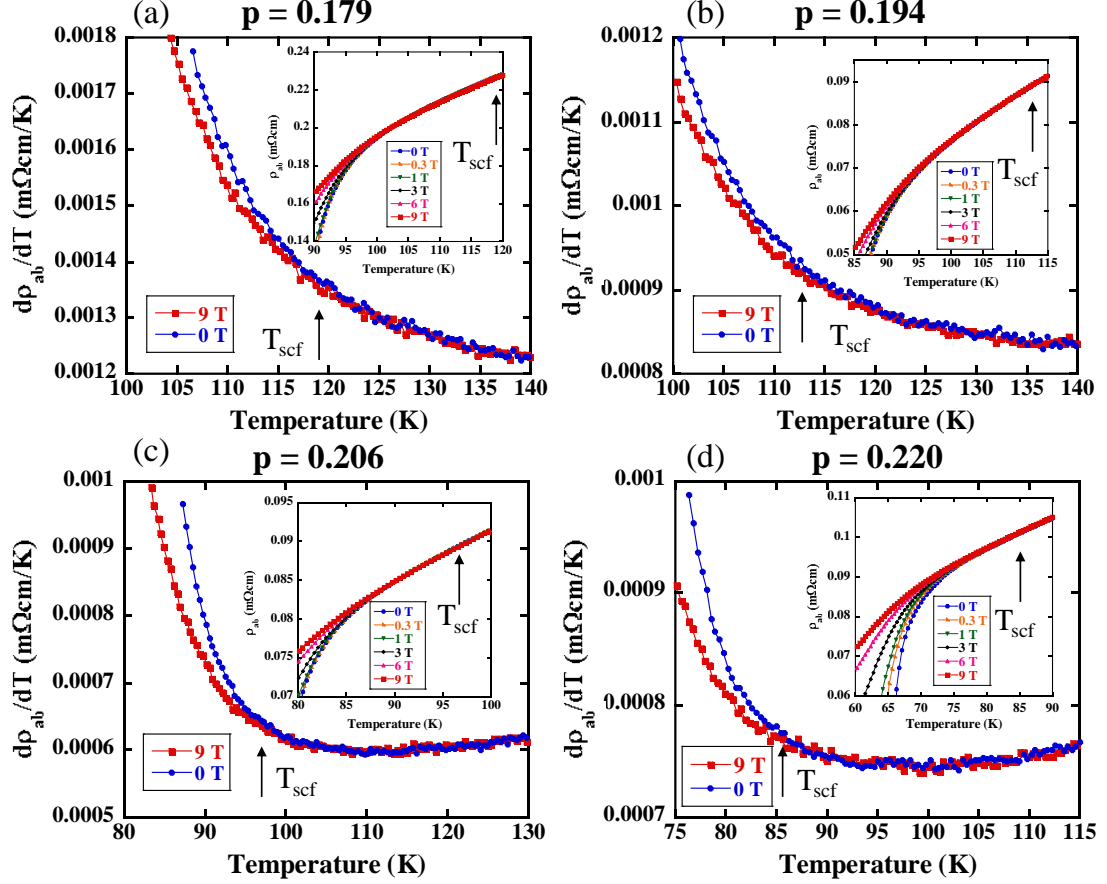 (a) p = 0.179
dρab/dT (mΩcm/K)
0.0018
0.0017
0.0016
0.0015
0.0014
0.0013
0.0012
100 105 110 115 120 125 130 135 140
Temperature (K)
9 T
0 T
Tscf
ρab (mΩcm)
0.24
0.22
0.2
0.18
0.16
0.14
90 95 100 105 110 115 120
Temperature (K)
0 T
0.3 T
1 T
3 T
6 T
9 T
Tscf
(b) p = 0.194
dρab/dT (mΩcm/K)
0.0012
0.0011
0.001
0.0009
0.0008
100 105 110 115 120 125 130 135 140
Temperature (K)
9 T
0 T
Tscf
ρab (mΩcm)
0.09
0.08
0.07
0.06
0.05
85 90 95 100 105 110 115
Temperature (K)
0 T
0.3 T
1 T
3 T
6 T
9 T
Tscf
(c) p = 0.206
dρab/dT (mΩcm/K)
0.001
0.0009
0.0008
0.0007
0.0006
0.0005
80 90 100 110 120 130
Temperature (K)
9 T
0 T
Tscf
ρab (mΩcm)
0.095
0.09
0.085
0.08
0.075
0.07
80 85 90 95 100
Temperature (K)
0 T
0.3 T
1 T
3 T
6 T
9 T
Tscf
(d) p = 0.220
dρab/dT (mΩcm/K)
0.001
0.0009
0.0008
0.0007
75 80 85 90 95 100 105 110 115
Temperature (K)
9 T
0 T
Tscf
ρab (mΩcm)
0.11
0.1
0.09
0.08
0.07
0.06
60 65 70 75 80 85 90
Temperature (K)
0 T
0.3 T
1 T
3 T
6 T
9 T
Tscf